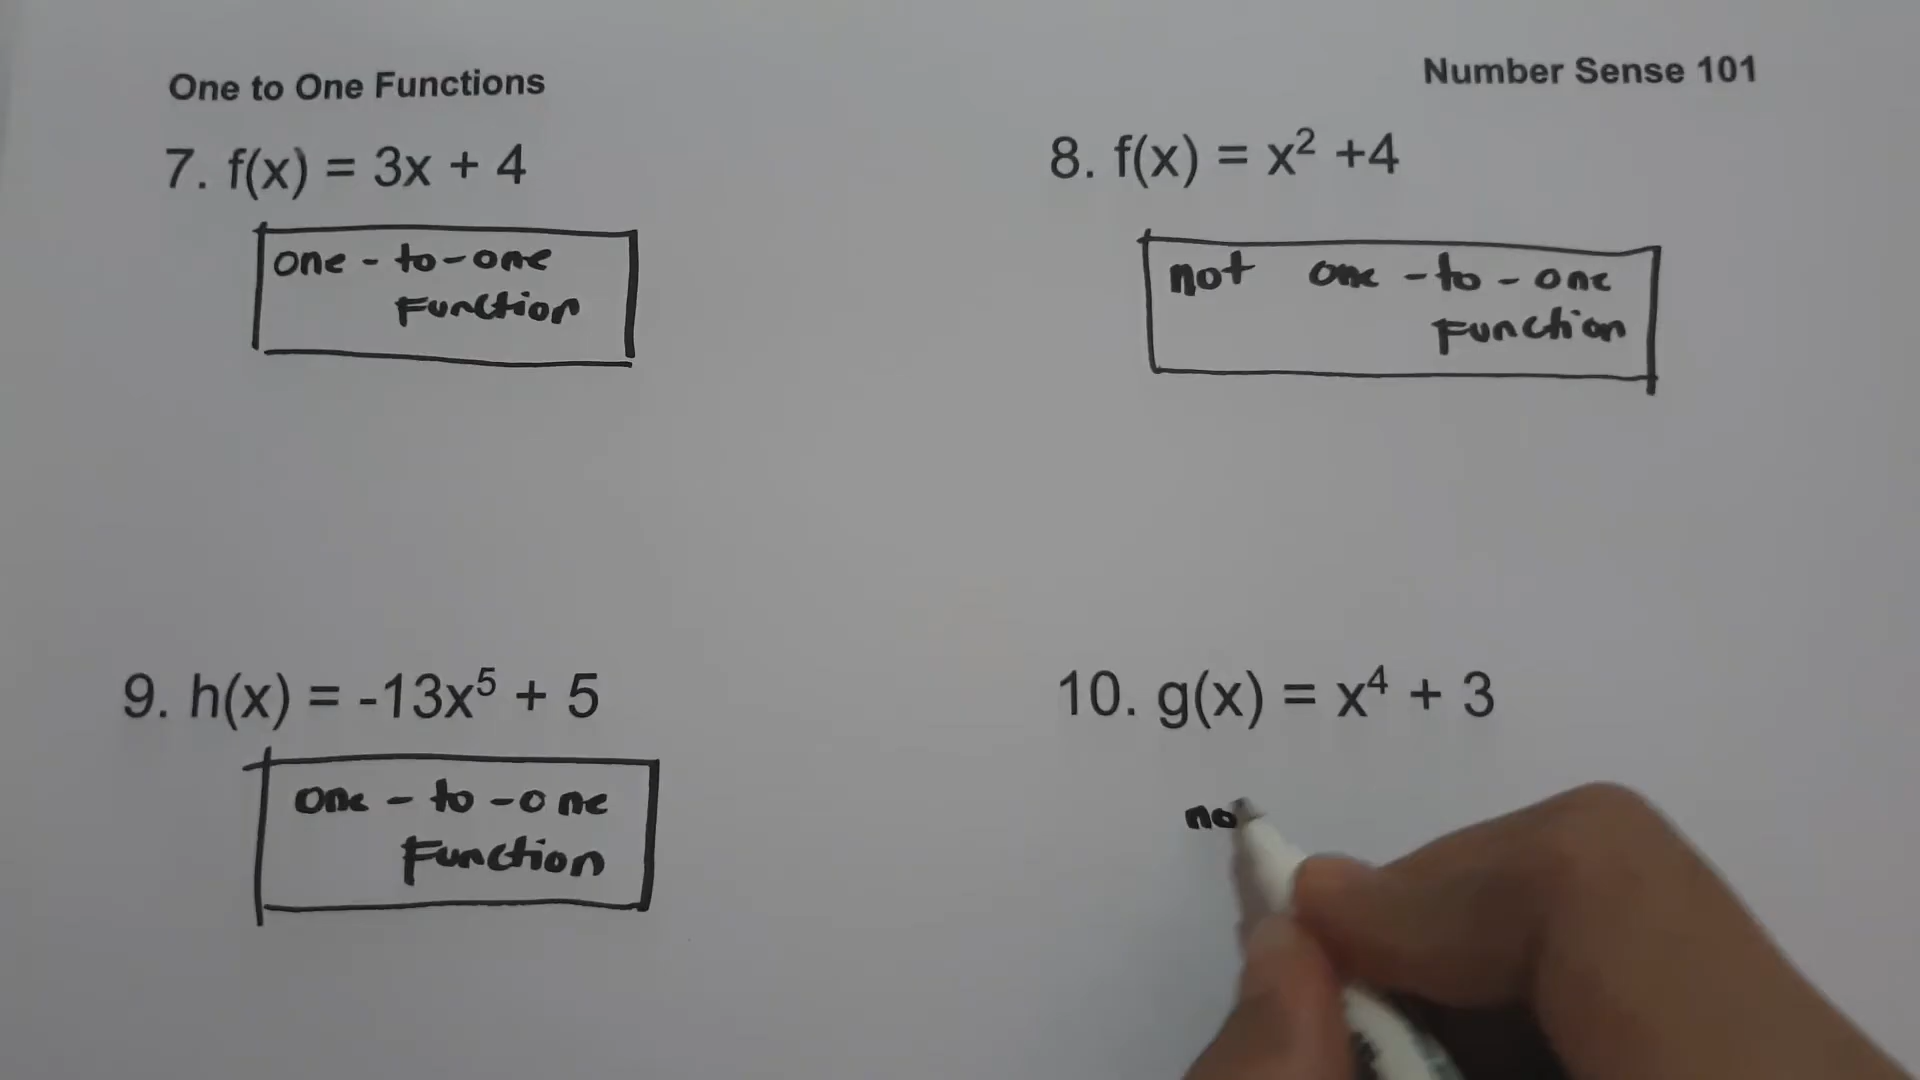 One to One Functions
Number Sense 101
7. f(x) = 3x + 4
8. f(x) = x² +4
one - to - one
Function
not one - to - one
Function
9. h(x) = -13x⁵ + 5
10. g(x) = x⁴ + 3
one - to - one
Function
no